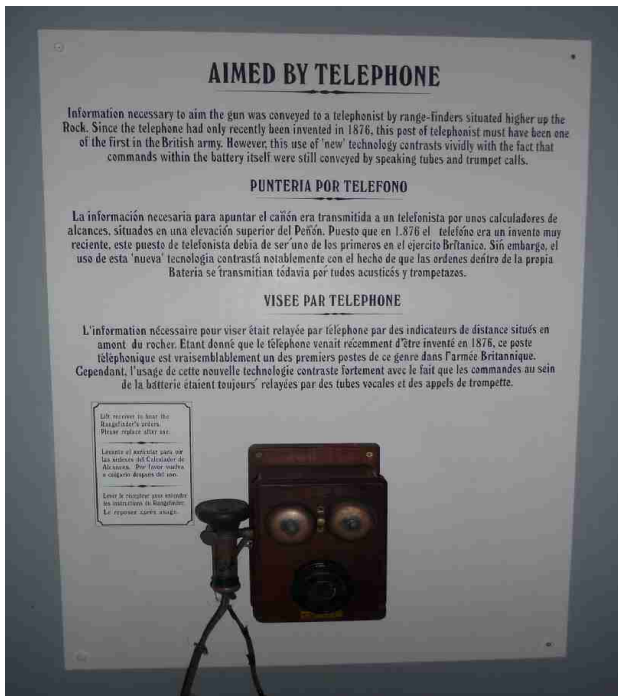 AIMED BY TELEPHONE
Information necessary to aim the gun was conveyed to a telephonist by range-finders situated higher up the
Rock. Since the telephone had only recently been invented in 1876, this post of telephonist must have been one
of the first in the British army. However, this use of 'new' technology contrasts vividly with the fact that
commands within the battery itself were still conveyed by speaking tubes and trumpet calls.
PUNTERIA POR TELEFONO
La información necesaria para apuntar el cañón era transmitida a un telefonista por unos calculadores de
alcances, situados en una elevación superior del Peñón. Puesto que en 1.876 el teléfono era un invento muy
reciente, este puesto de telefonista debia de ser uno de los primeros en el ejercito Britanico. Sin embargo, el
uso de esta 'nueva' tecnologia contrasta notablemente con el hecho de que las ordenes dentro de la propia
Bateria se transmitian todavia por tudos acusticos y trompetazos.
VISEE PAR TELEPHONE
L'information nécessaire pour viser était relayée par téléphone par des indicateurs de distance situés en
amont du rocher. Etant donné que le téléphone venait récemment d'être inventé en 1876, ce poste
téléphonique est vraisemblablement un des premiers postes de ce genre dans l'armée Britannique.
Cependant, l'usage de cette nouvelle technologie contraste fortement avec le fait que les commandes au sein
de la batterie étaient toujours relayées par des tubes vocales et des appels de trompette.
Lift receiver to hear the
Rangefinder's orders.
Please replace after use.
Levante el auricular para oir
las ordenes del Calculador de
Alcances. Por favor vuelva
a colgarlo después del uso.
Lever le recepteur pour entendre
les instructions du Rangefinder.
Le reposer après usage.